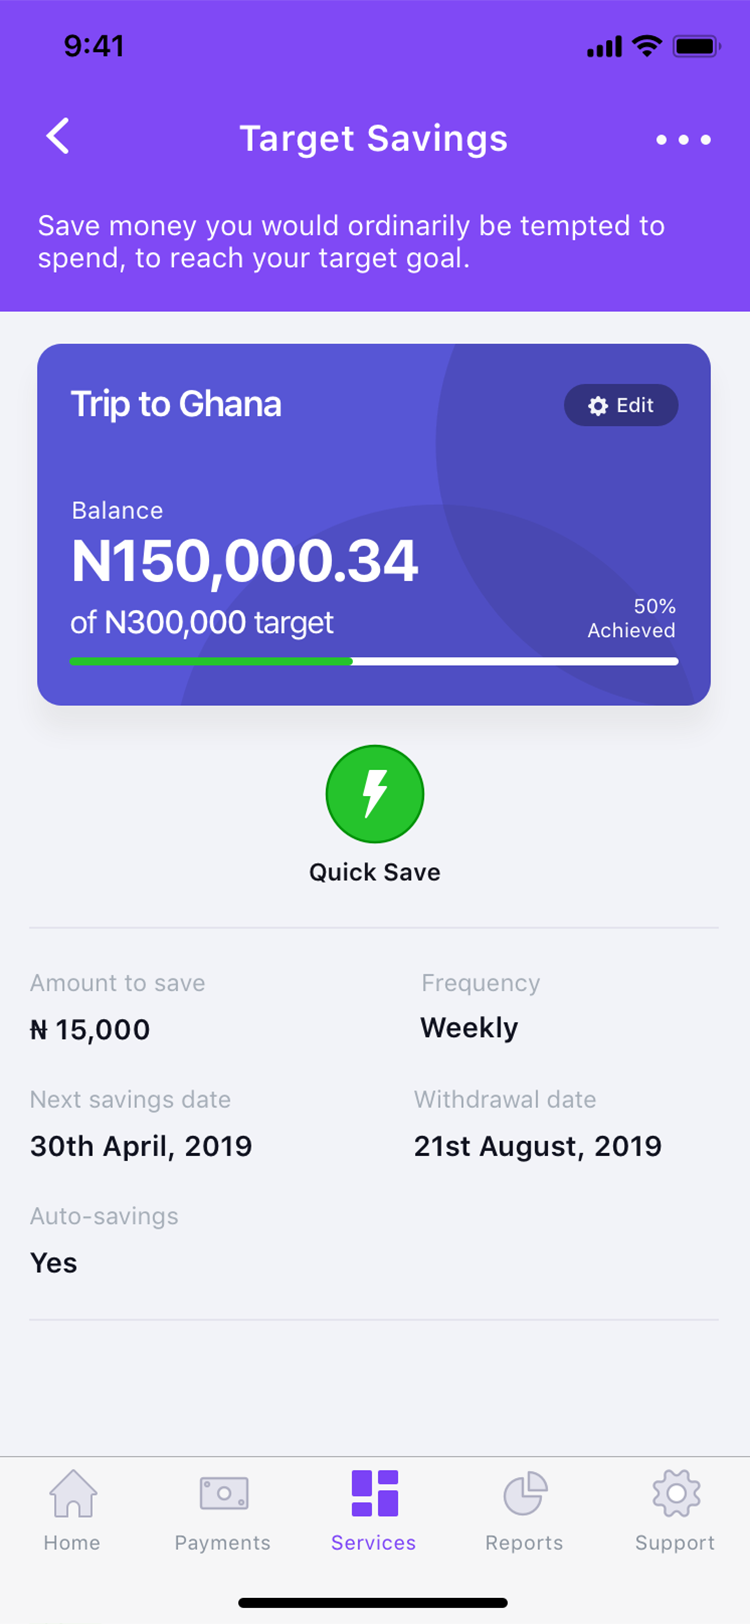 9:41
Target Savings
Save money you would ordinarily be tempted to
spend, to reach your target goal.
Trip to Ghana
Edit
Balance
N150,000.34
of N300,000 target
50%
Achieved
Quick Save
Amount to save
Frequency
₦ 15,000
Weekly
Next savings date
Withdrawal date
30th April, 2019
21st August, 2019
Auto-savings
Yes
Home
Payments
Services
Reports
Support